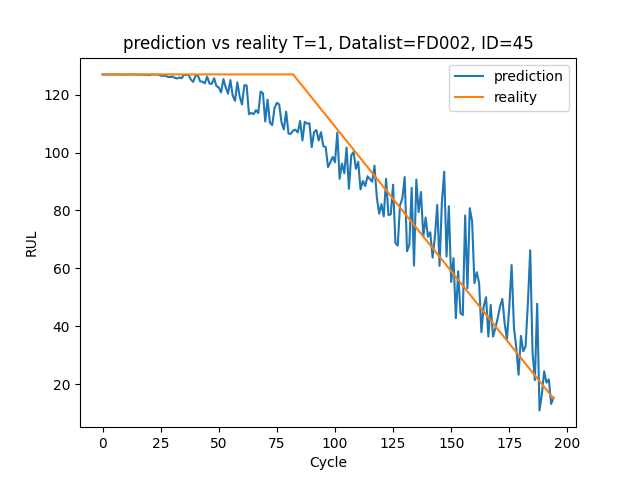 prediction vs reality T=1, Datalist=FD002, ID=45
prediction
reality
120
100
80
60
40
20
RUL
0 25 50 75 100 125 150 175 200
Cycle